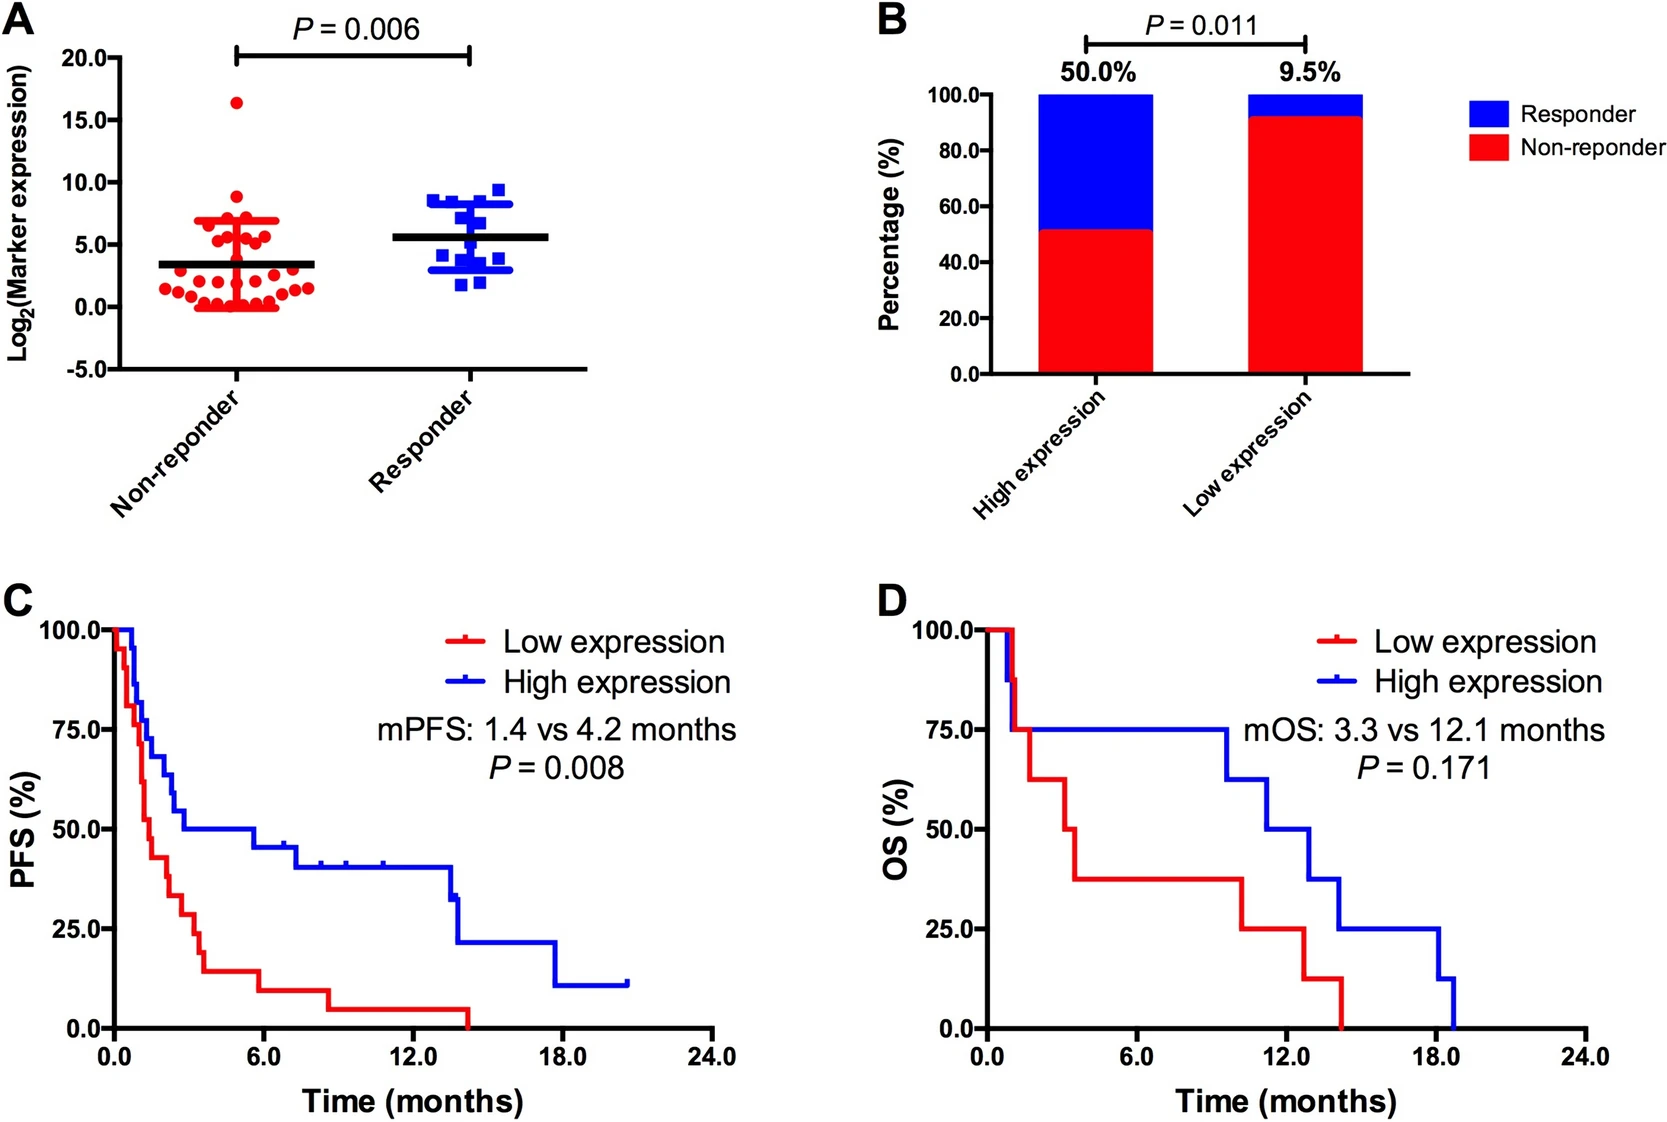 A
P = 0.006
Log2(Marker expression)
20.0
15.0
10.0
5.0
0.0
-5.0
Non-reponder
Responder
B
P = 0.011
50.0%
9.5%
Percentage (%)
100.0
80.0
60.0
40.0
20.0
0.0
High expression
Low expression
Responder
Non-reponder
C
PFS (%)
100.0
75.0
50.0
25.0
0.0
Low expression
High expression
mPFS: 1.4 vs 4.2 months
P = 0.008
0.0
6.0
12.0
18.0
24.0
Time (months)
D
OS (%)
100.0
75.0
50.0
25.0
0.0
Low expression
High expression
mOS: 3.3 vs 12.1 months
P = 0.171
0.0
6.0
12.0
18.0
24.0
Time (months)